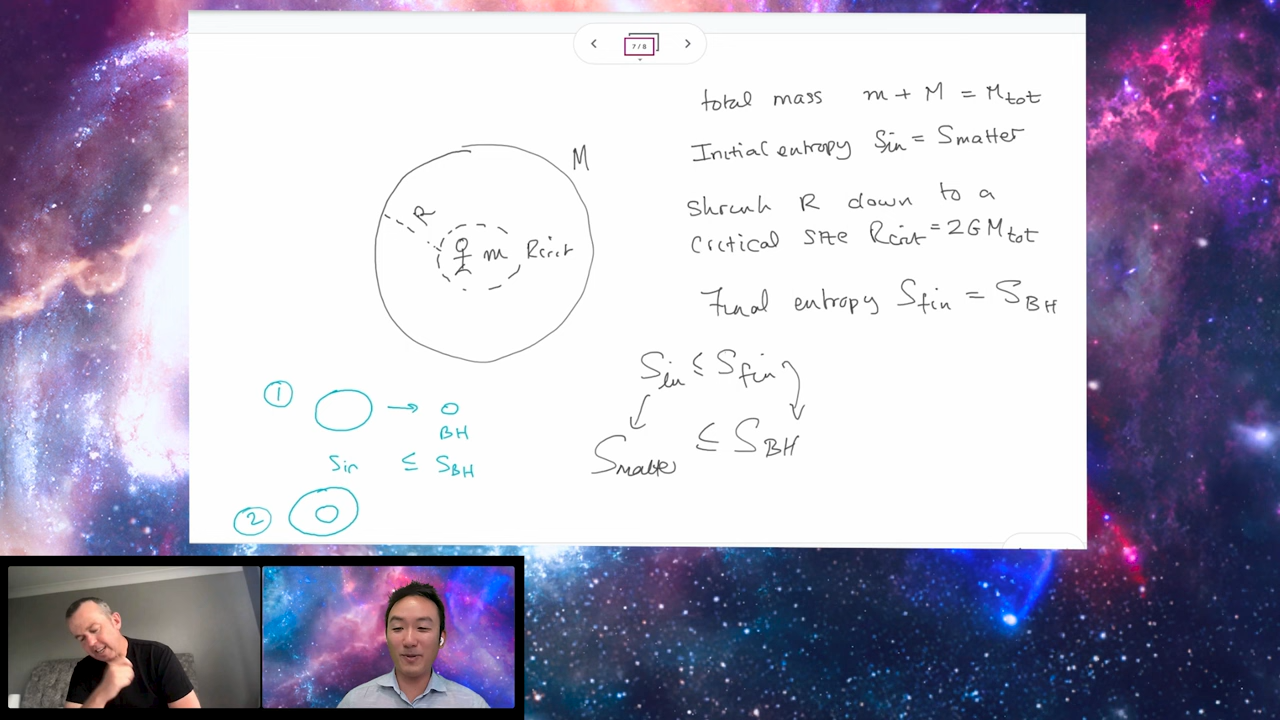 7 / 8
total mass m + M = Mtot
Initial entropy Sin = Smatter
Shrink R down to a
critical size Rcrit = 2GMtot
Final entropy Sfin = SBH
M
R
m Rcrit
Sin ≤ Sfin
Smatter ≤ SBH
1
BH
Sin ≤ SBH
2